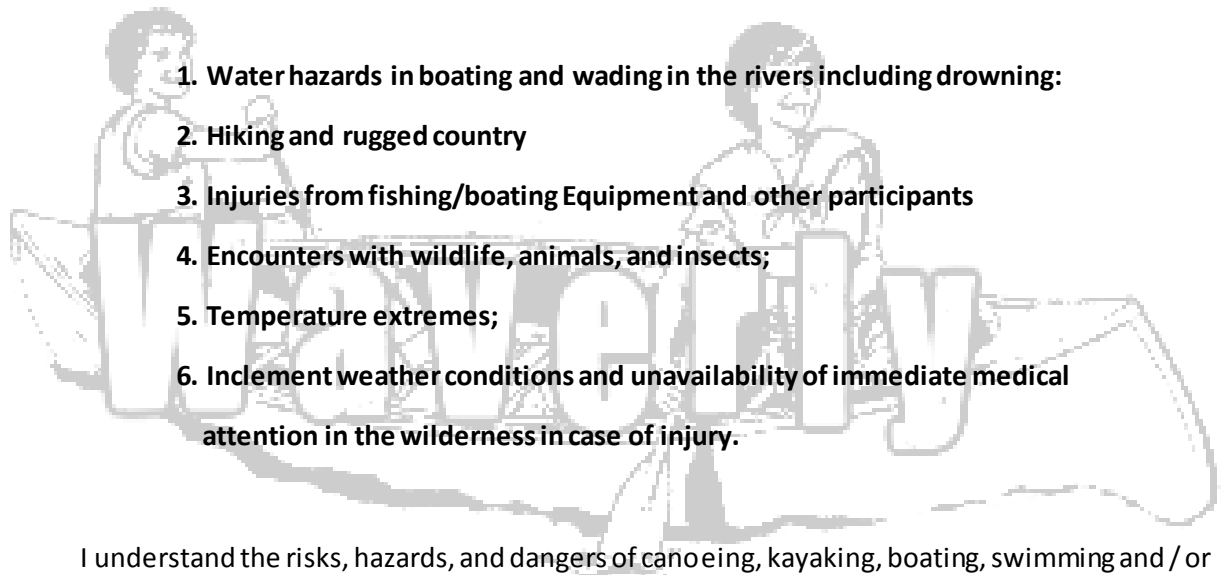 1. Water hazards in boating and wading in the rivers including drowning:
2. Hiking and rugged country
3. Injuries from fishing/boating Equipment and other participants
4. Encounters with wildlife, animals, and insects;
5. Temperature extremes;
6. Inclement weather conditions and unavailability of immediate medical
attention in the wilderness in case of injury.
Waverly
I understand the risks, hazards, and dangers of canoeing, kayaking, boating, swimming and / or